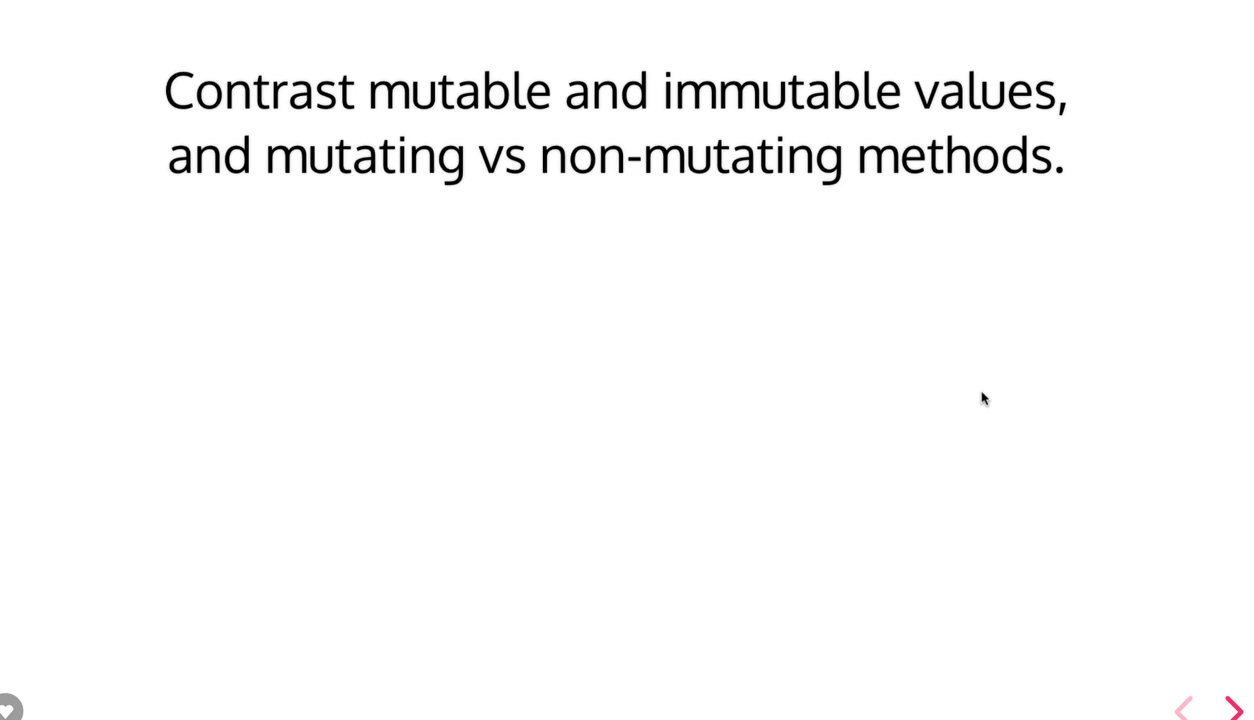 Contrast mutable and immutable values,
and mutating vs non-mutating methods.